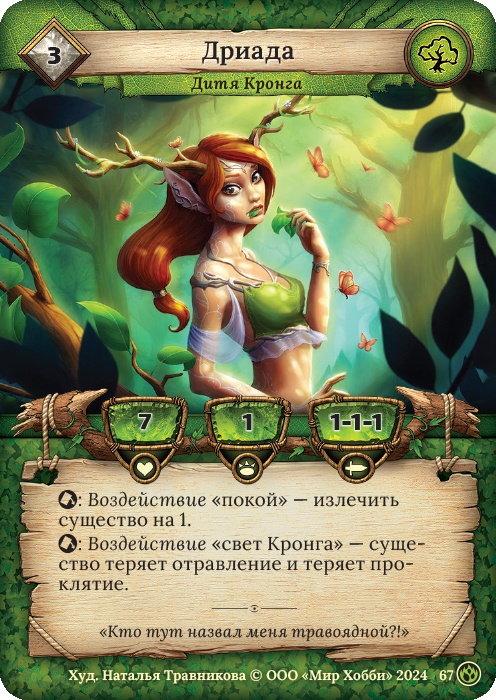 3
Дриада
Дитя Кронга
7
1
1-1-1
: Воздействие «покой» — излечить
существо на 1.
: Воздействие «свет Кронга» — суще-
ство теряет отравление и теряет про-
клятие.
«Кто тут назвал меня травоядной?!»
Худ. Наталья Травникова © ООО «Мир Хобби» 2024 67